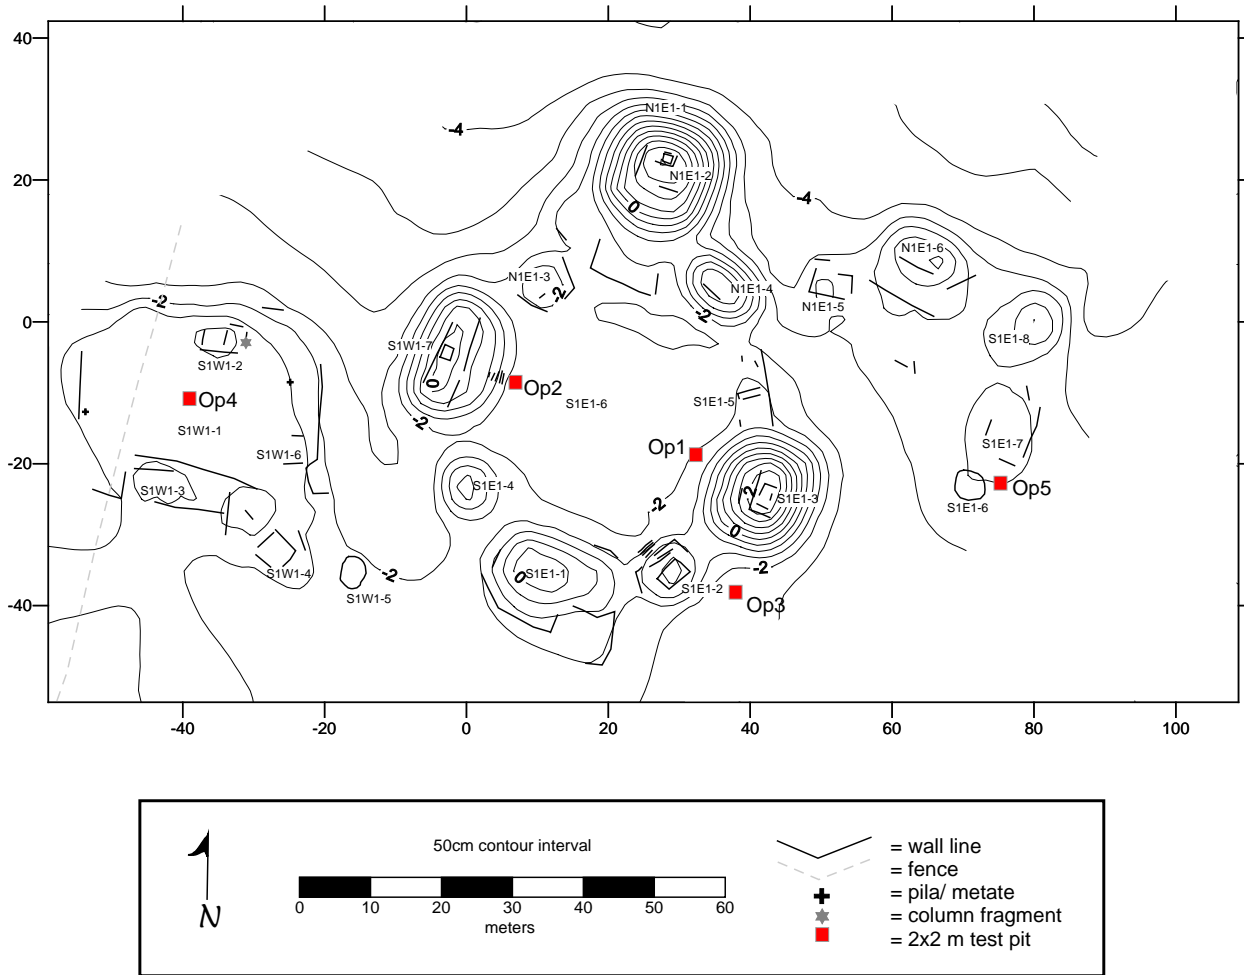 40
20
0
-20
-40
N1E1-1
-4
N1E1-2
-4
0
N1E1-6
N1E1-3
-2
N1E1-4
-2
N1E1-5
-2
S1E1-8
S1W1-7
S1W1-2
0
Op2
Op4
S1E1-6
S1E1-5
-2
S1W1-1
Op1
S1E1-7
S1W1-6
S1W1-3
S1E1-4
2
S1E1-3
Op5
-2
S1E1-6
0
S1W1-4
-2
0
S1E1-1
-2
S1W1-5
S1E1-2
Op3
-40
-20
0
20
40
60
80
100
50cm contour interval
N
0 10 20 30 40 50 60
meters
= wall line
= fence
= pila/ metate
= column fragment
= 2x2 m test pit